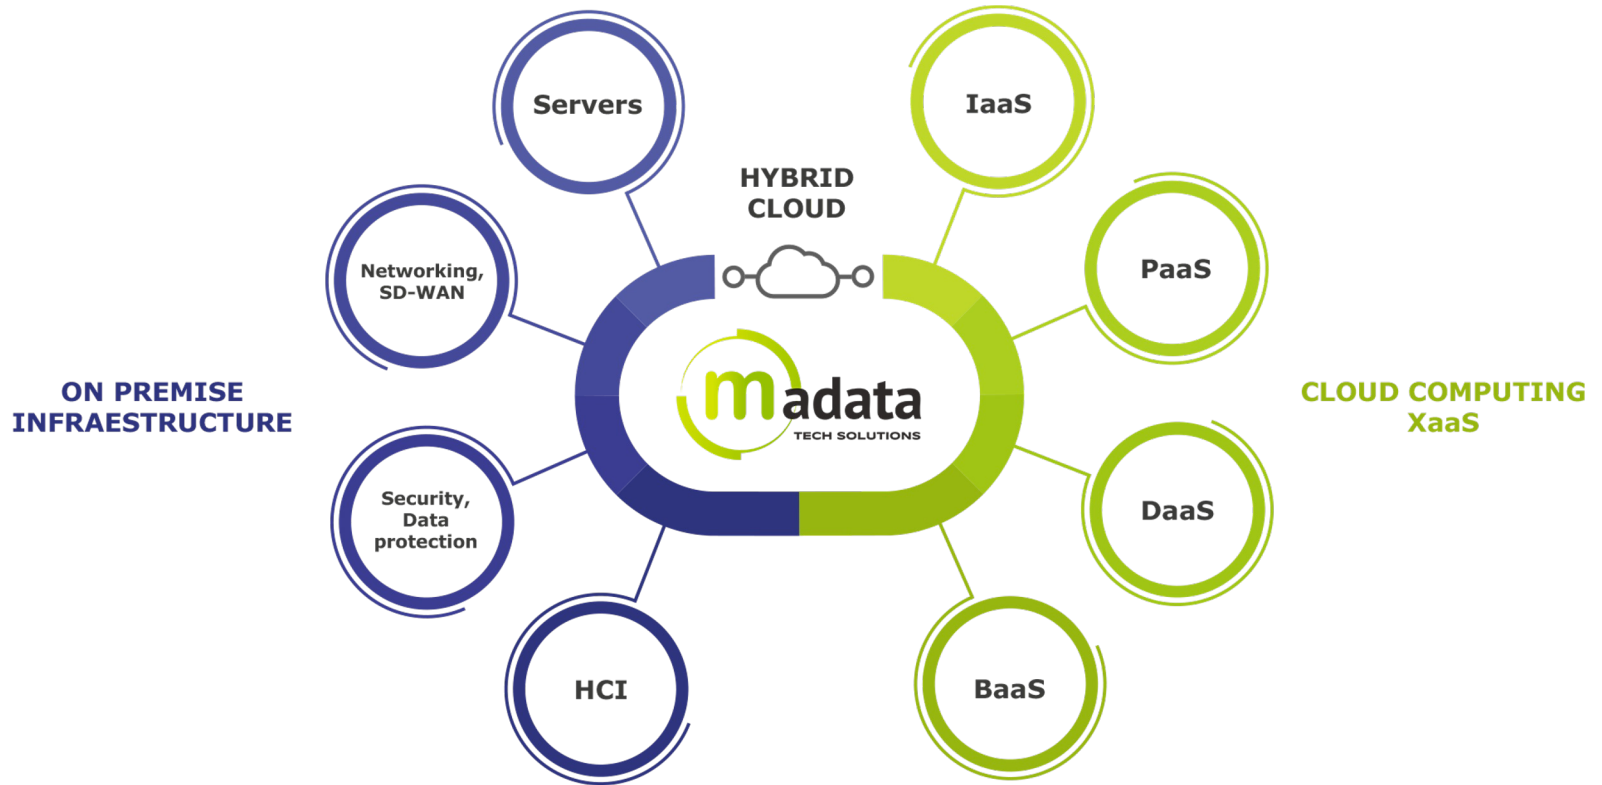 Servers
IaaS
HYBRID
CLOUD
Networking,
SD-WAN
PaaS
ON PREMISE
INFRAESTRUCTURE
madata
TECH SOLUTIONS
CLOUD COMPUTING
XaaS
Security,
Data
protection
DaaS
HCI
BaaS